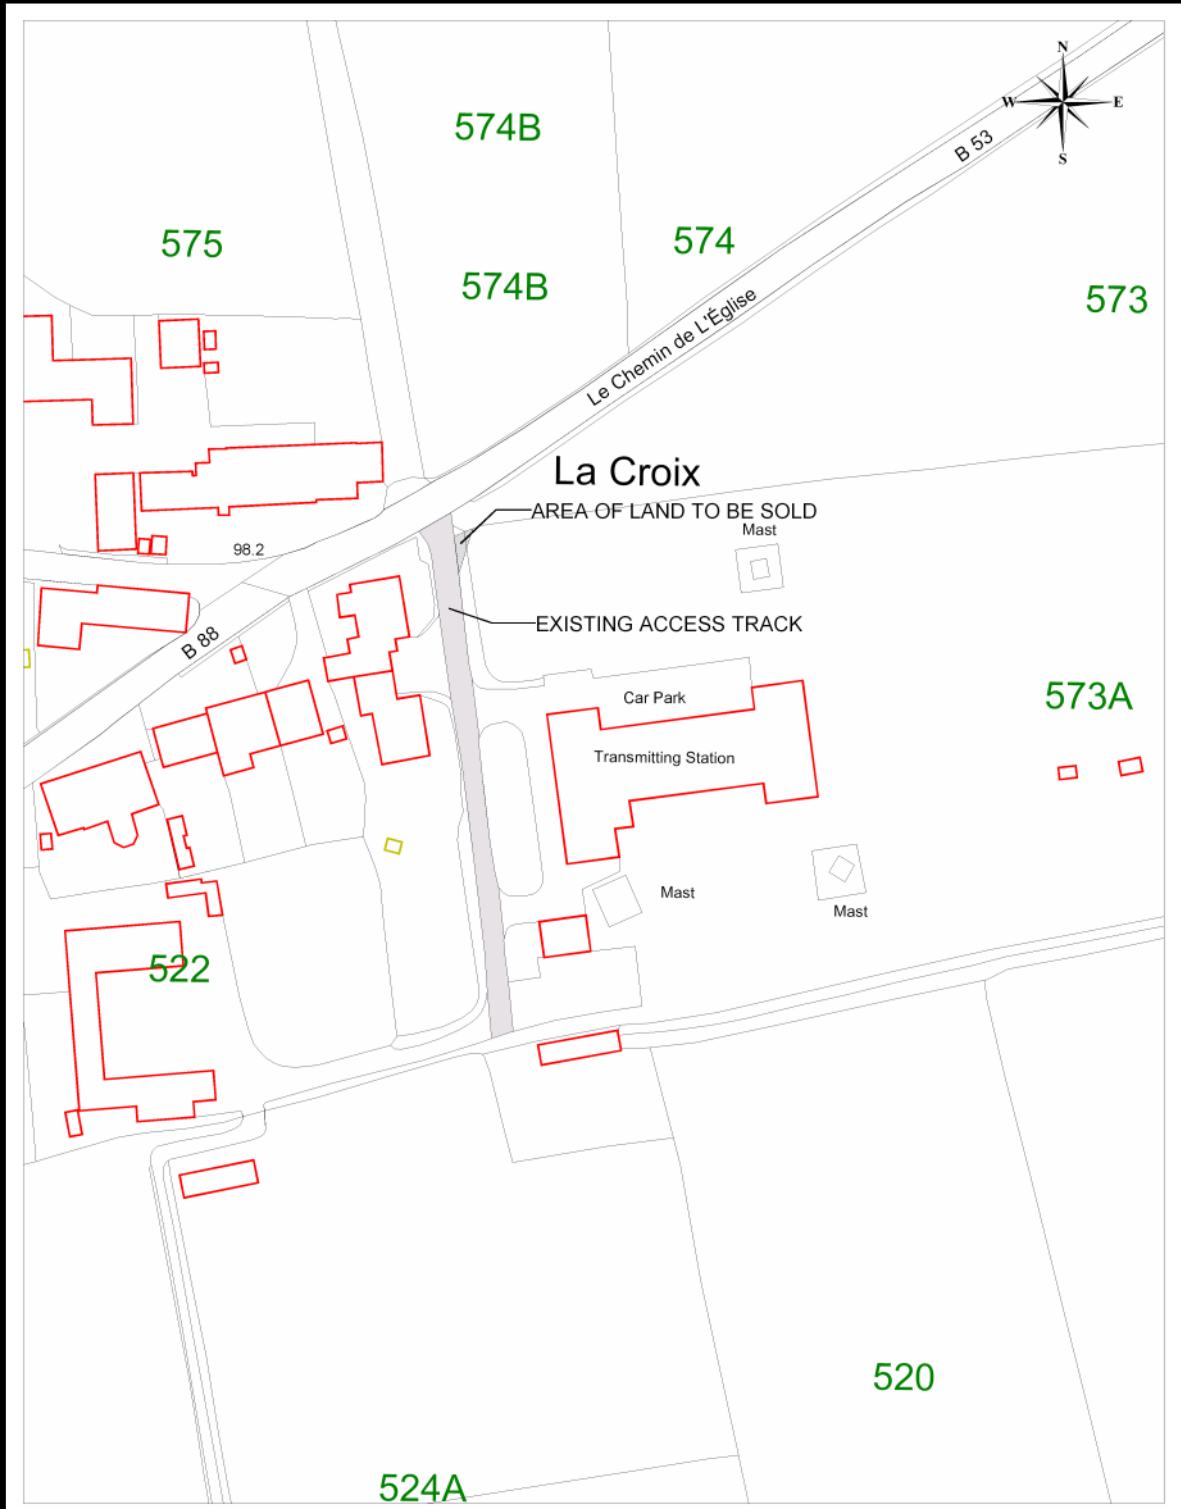 N
W
E
S
B 53
574B
575
574
574B
573
Le Chemin de L'Église
La Croix
AREA OF LAND TO BE SOLD
Mast
98.2
EXISTING ACCESS TRACK
B 88
Car Park
573A
Transmitting Station
Mast
Mast
522
520
524A